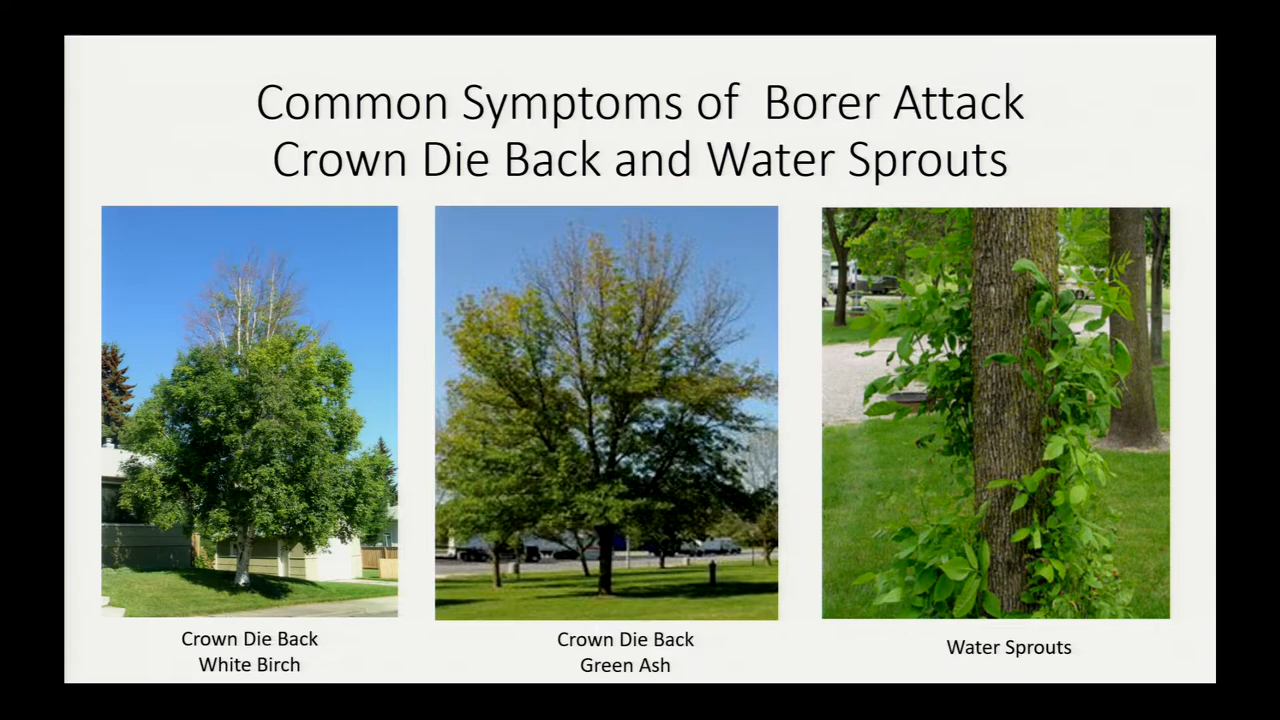 Common Symptoms of  Borer Attack
Crown Die Back and Water Sprouts
Crown Die Back
White Birch
Crown Die Back
Green Ash
Water Sprouts